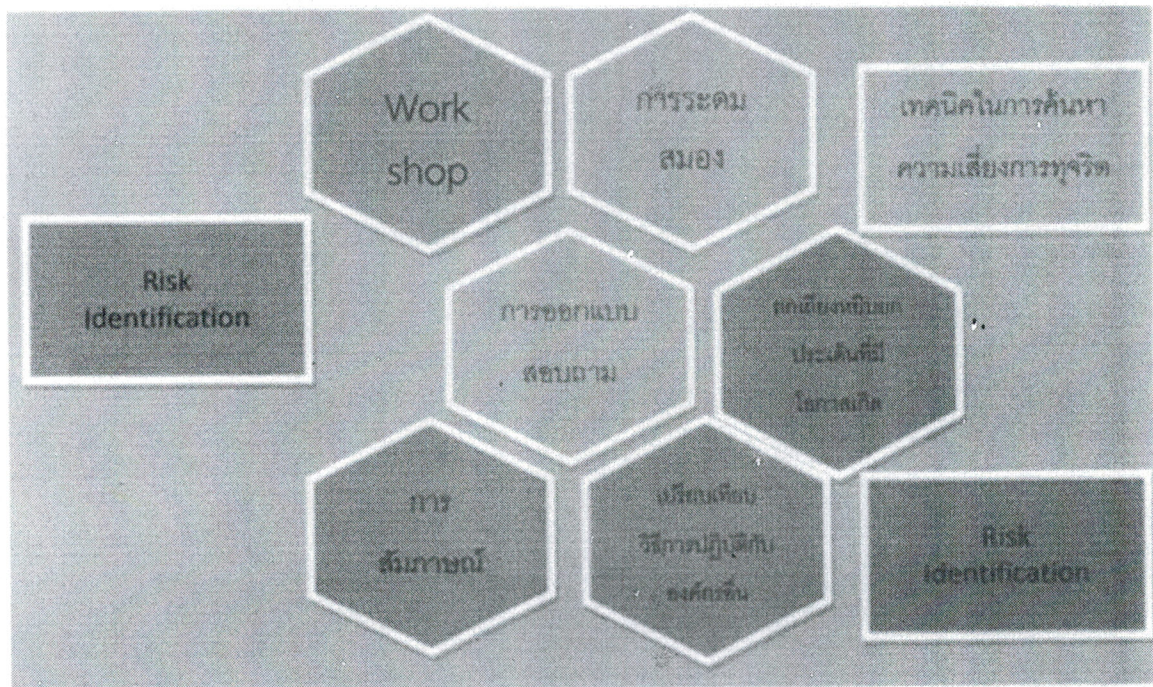 Work
shop
การระดม
สมอง
เทคนิคในการค้นหา
ความเสี่ยงการทุจริต
Risk
Identification
การออกแบบ
สอบถาม
ถกเถียงหยิบยก
ประเด็นที่มี
โอกาสเกิด
การ
สัมภาษณ์
เปรียบเทียบ
วิธีการปฏิบัติกับ
องค์กรอื่น
Risk
Identification